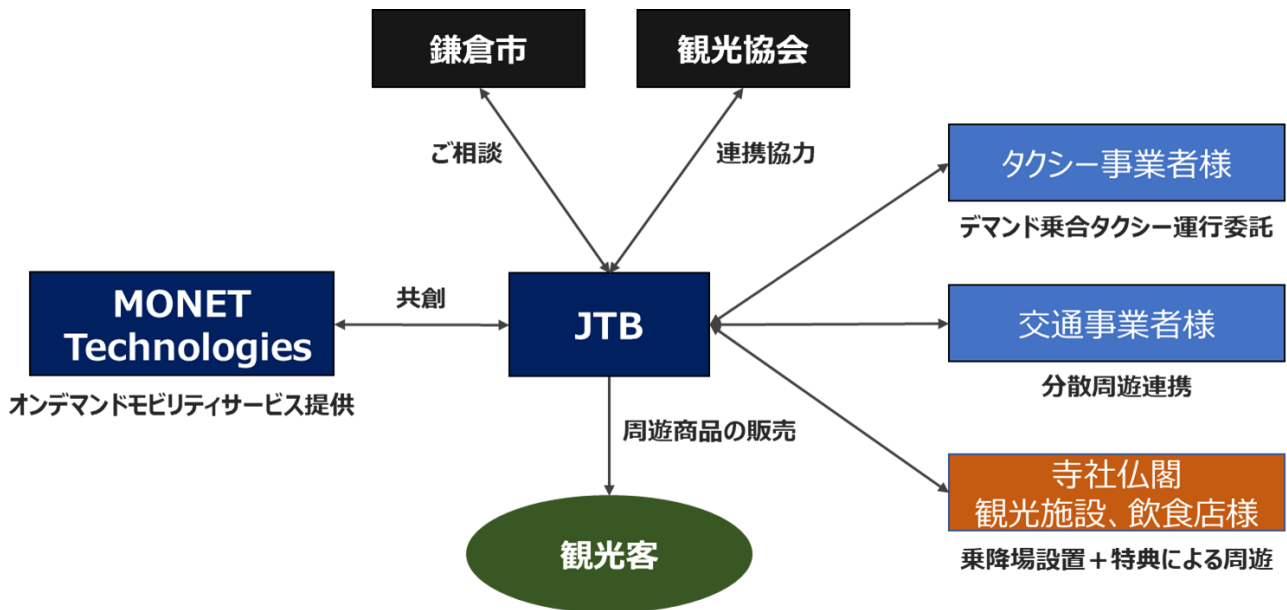 鎌倉市
観光協会
ご相談
連携協力
タクシー事業者様
デマンド乗合タクシー運行委託
MONET
Technologies
オンデマンドモビリティサービス提供
共創
JTB
交通事業者様
分散周遊連携
周遊商品の販売
寺社仏閣
観光施設、飲食店様
乗降場設置＋特典による周遊
観光客